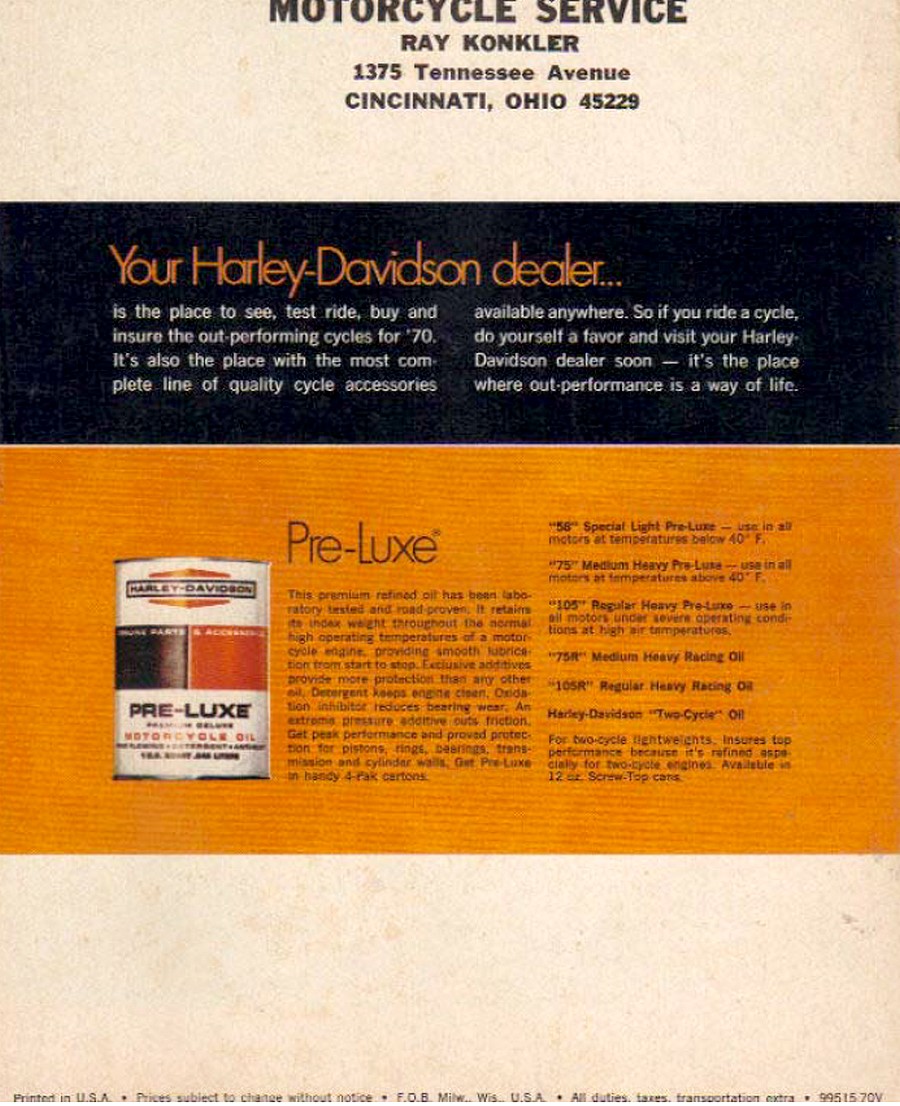 MOTORCYCLE SERVICE
RAY KONKLER
1375 Tennessee Avenue
CINCINNATI, OHIO 45229
Your Harley-Davidson dealer...
is the place to see, test ride, buy and
insure the out-performing cycles for '70.
It's also the place with the most com-
plete line of quality cycle accessories
available anywhere. So if you ride a cycle,
do yourself a favor and visit your Harley-
Davidson dealer soon — it's the place
where out-performance is a way of life.
HARLEY-DAVIDSON
PARTS & ACCESSORIES
PRE-LUXE
PREMIUM DELUXE
MOTORCYCLE OIL
Pre-Luxe®
This premium refined oil has been labo-
ratory tested and road-proven. It retains
its index weight throughout the normal
high operating temperatures of a motor-
cycle engine, providing smooth lubrica-
tion from start to stop. Exclusive additives
provide more protection than any other
oil. Detergent keeps engine clean. Oxida-
tion inhibitor reduces bearing wear. An
extreme pressure additive cuts friction.
Get peak performance and proved protec-
tion for pistons, rings, bearings, trans-
mission and cylinder walls. Get Pre-Luxe
in handy 4-Pak cartons.
"58" Special Light Pre-Luxe — use in all
motors at temperatures below 40° F.
"75" Medium Heavy Pre-Luxe — use in all
motors at temperatures above 40° F.
"105" Regular Heavy Pre-Luxe — use in
all motors under severe operating condi-
tions at high air temperatures.
"75R" Medium Heavy Racing Oil
"105R" Regular Heavy Racing Oil
Harley-Davidson "Two-Cycle" Oil
For two-cycle lightweights. Insures top
performance because it's refined espe-
cially for two-cycle engines. Available in
12 oz. Screw-Top cans.
Printed in U.S.A. • Prices subject to change without notice • F.O.B. Milw., Wis., U.S.A. • All duties, taxes, transportation extra • 99515-70V